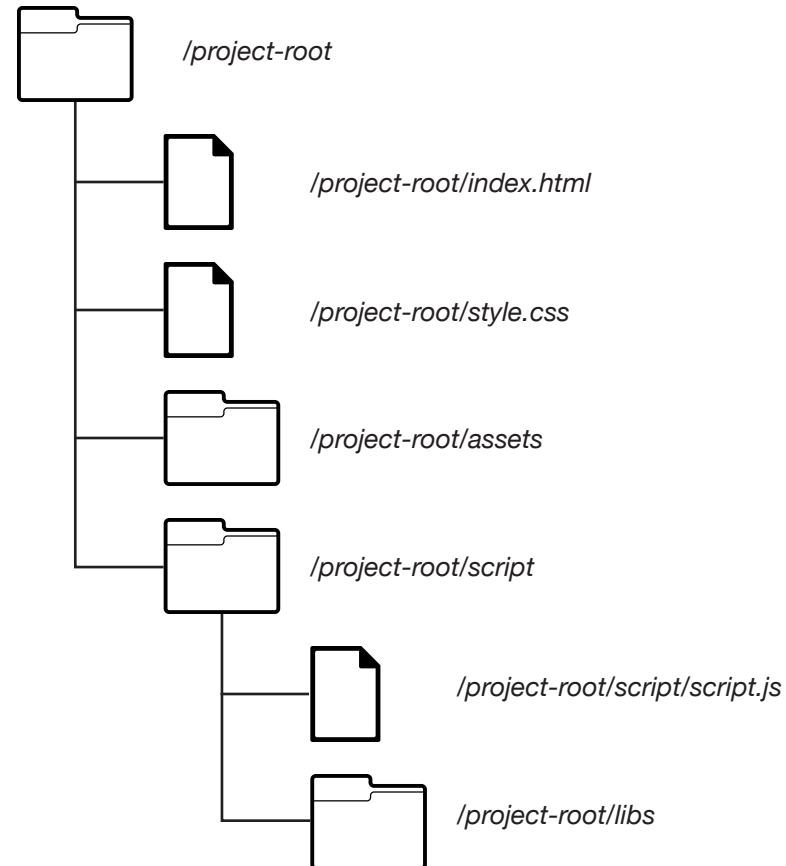 /project-root
/project-root/index.html
/project-root/style.css
/project-root/assets
/project-root/script
/project-root/script/script.js
/project-root/libs